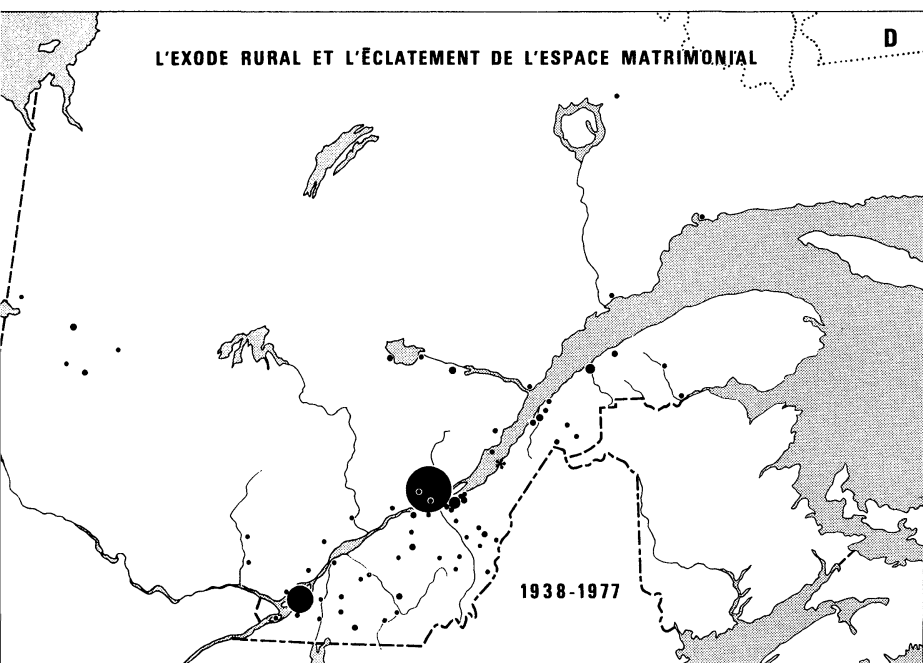 D
L'EXODE RURAL ET L'ÉCLATEMENT DE L'ESPACE MATRIMONIAL
1938-1977